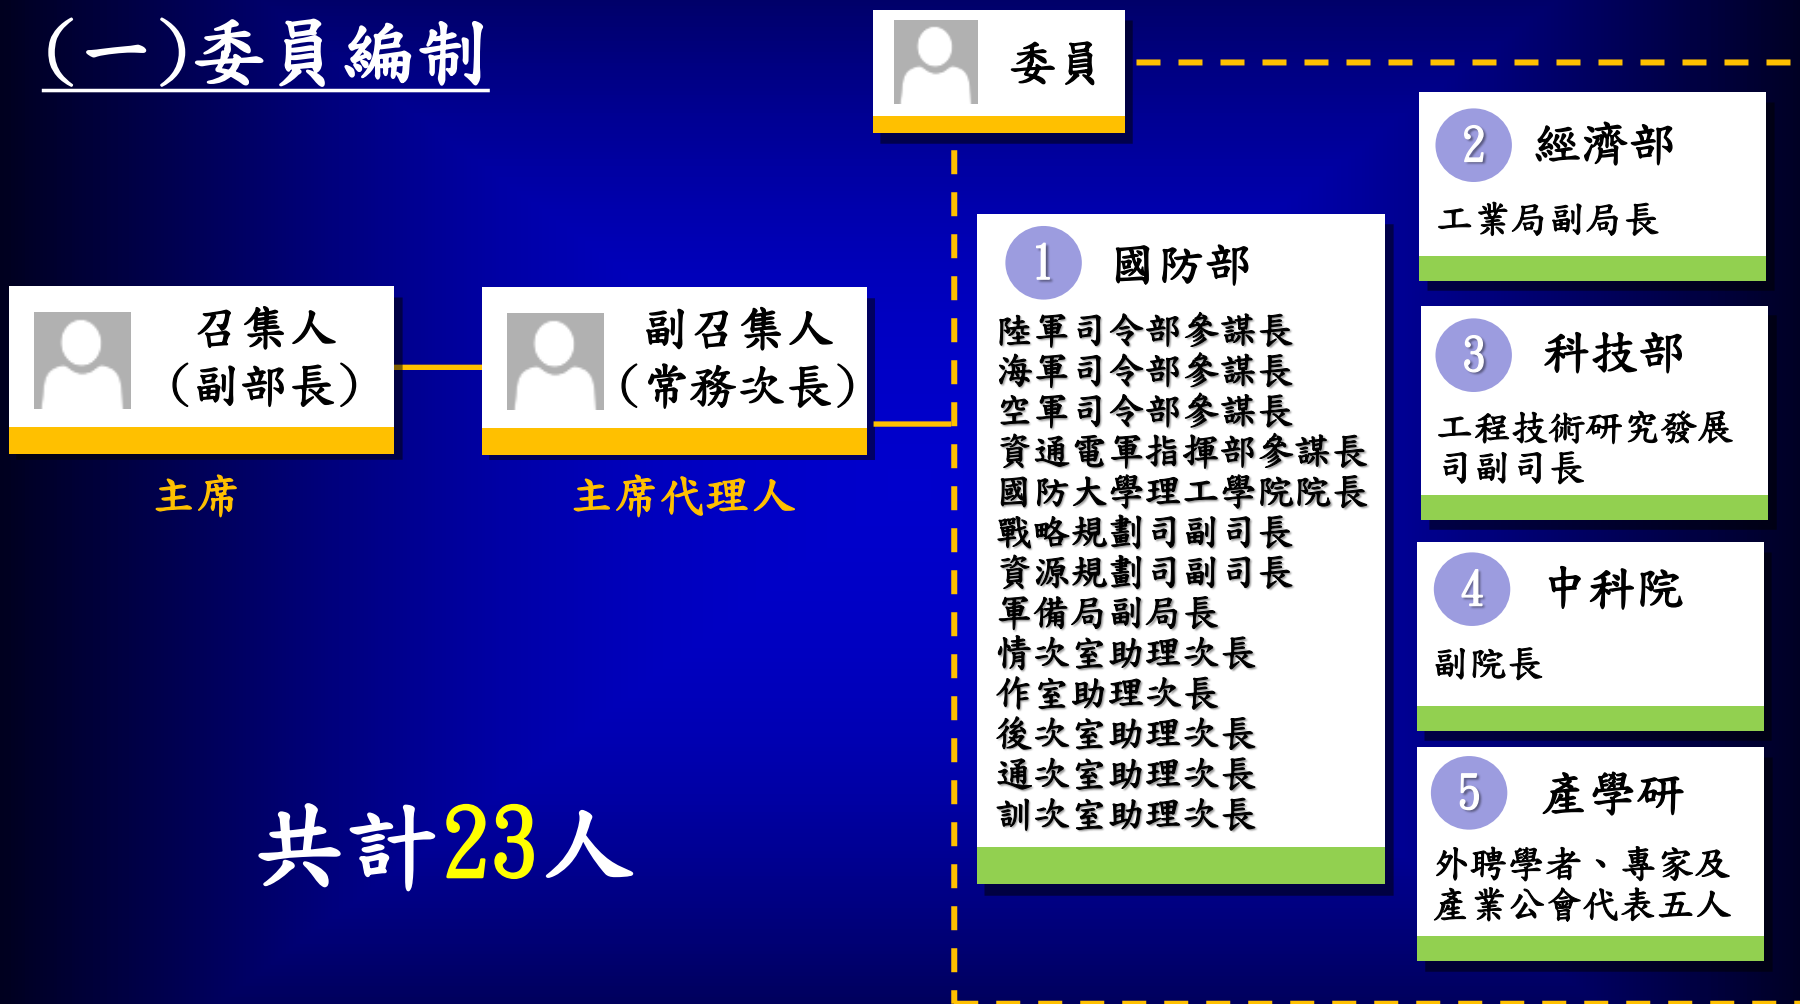 (一)委員編制
委員
召集人
(副部長)
主席
副召集人
(常務次長)
主席代理人
共計23人
1 國防部
陸軍司令部參謀長
海軍司令部參謀長
空軍司令部參謀長
資通電軍指揮部參謀長
國防大學理工學院院長
戰略規劃司副司長
資源規劃司副司長
軍備局副局長
情次室助理次長
作室助理次長
後次室助理次長
通次室助理次長
訓次室助理次長
2 經濟部
工業局副局長
3 科技部
工程技術研究發展
司副司長
4 中科院
副院長
5 產學研
外聘學者、專家及
產業公會代表五人